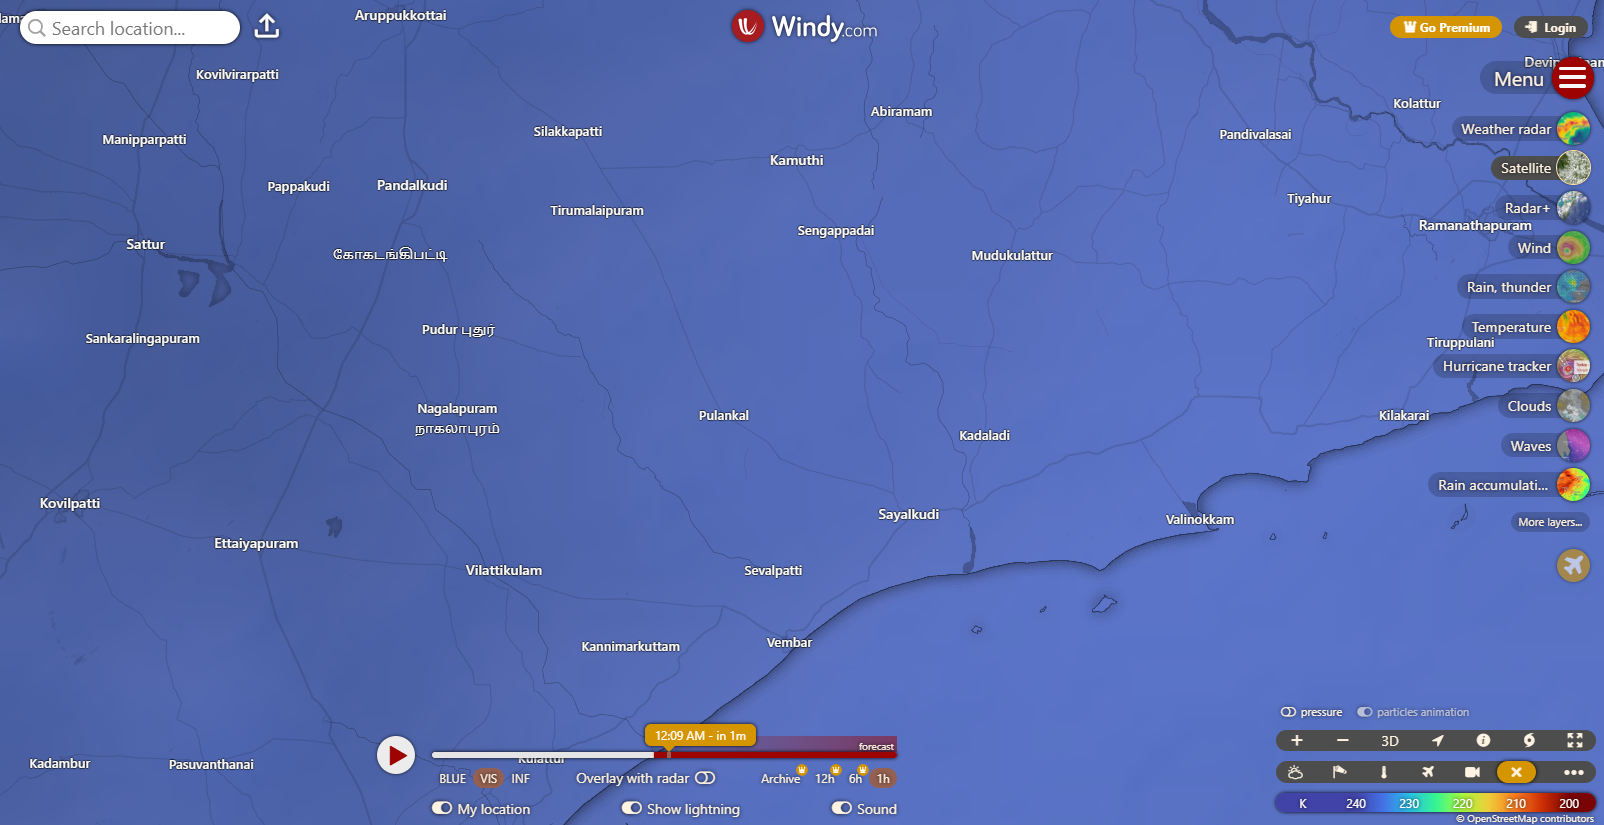 Aruppukkottai
Search location...
Windy.com
Go Premium
Login
Kovilvirarpatti
Menu
Abiramam
Kolattur
Manipparpatti
Silakkapatti
Pandivalasai
Weather radar
Kamuthi
Satellite
Pappakudi
Pandalkudi
Tirumalaipuram
Tiyahur
Radar+
Sengappadai
Ramanathapuram
Sattur
கோகடங்கிபட்டி
Mudukulattur
Wind
Rain, thunder
Pudur புதுர்
Temperature
Sankaralingapuram
Tiruppulani
Hurricane tracker
Nagalapuram
நாகலாபுரம்
Pulankal
Kadaladi
Kilakarai
Clouds
Waves
Rain accumulati...
Kovilpatti
Sayalkudi
Valinokkam
More layers...
Ettaiyapuram
Vilattikulam
Sevalpatti
Kannimarkuttam
Vembar
pressure
particles animation
12:09 AM - in 1m
forecast
3D
Kadambur
Pasuvanthanai
BLUE VIS INF
Overlay with radar
Archive 12h 6h 1h
My location
Show lightning
Sound
K 240 230 220 210 200
© OpenStreetMap contributors